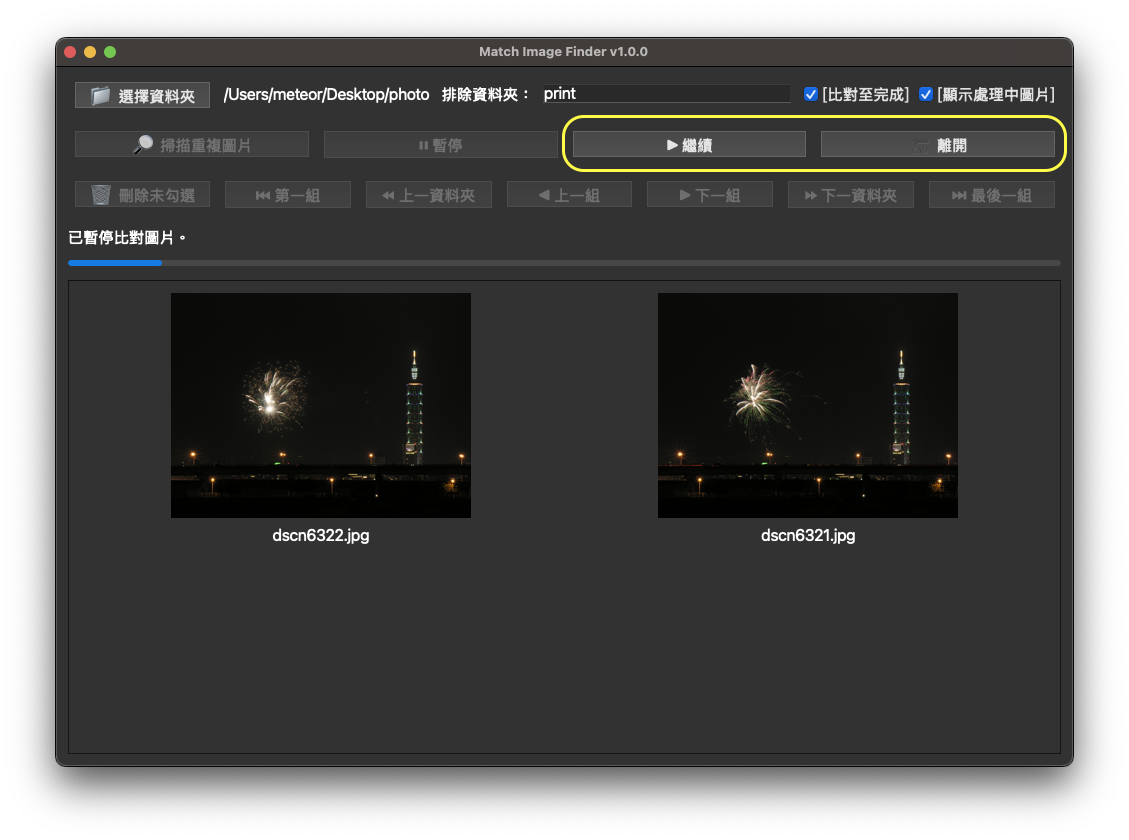 Match Image Finder v1.0.0
選擇資料夾 /Users/meteor/Desktop/photo 排除資料夾： print [比對至完成] [顯示處理中圖片]
掃描重複圖片 暫停 繼續 離開
刪除未勾選 第一組 上一資料夾 上一組 下一組 下一資料夾 最後一組
已暫停比對圖片。
dscn6322.jpg dscn6321.jpg